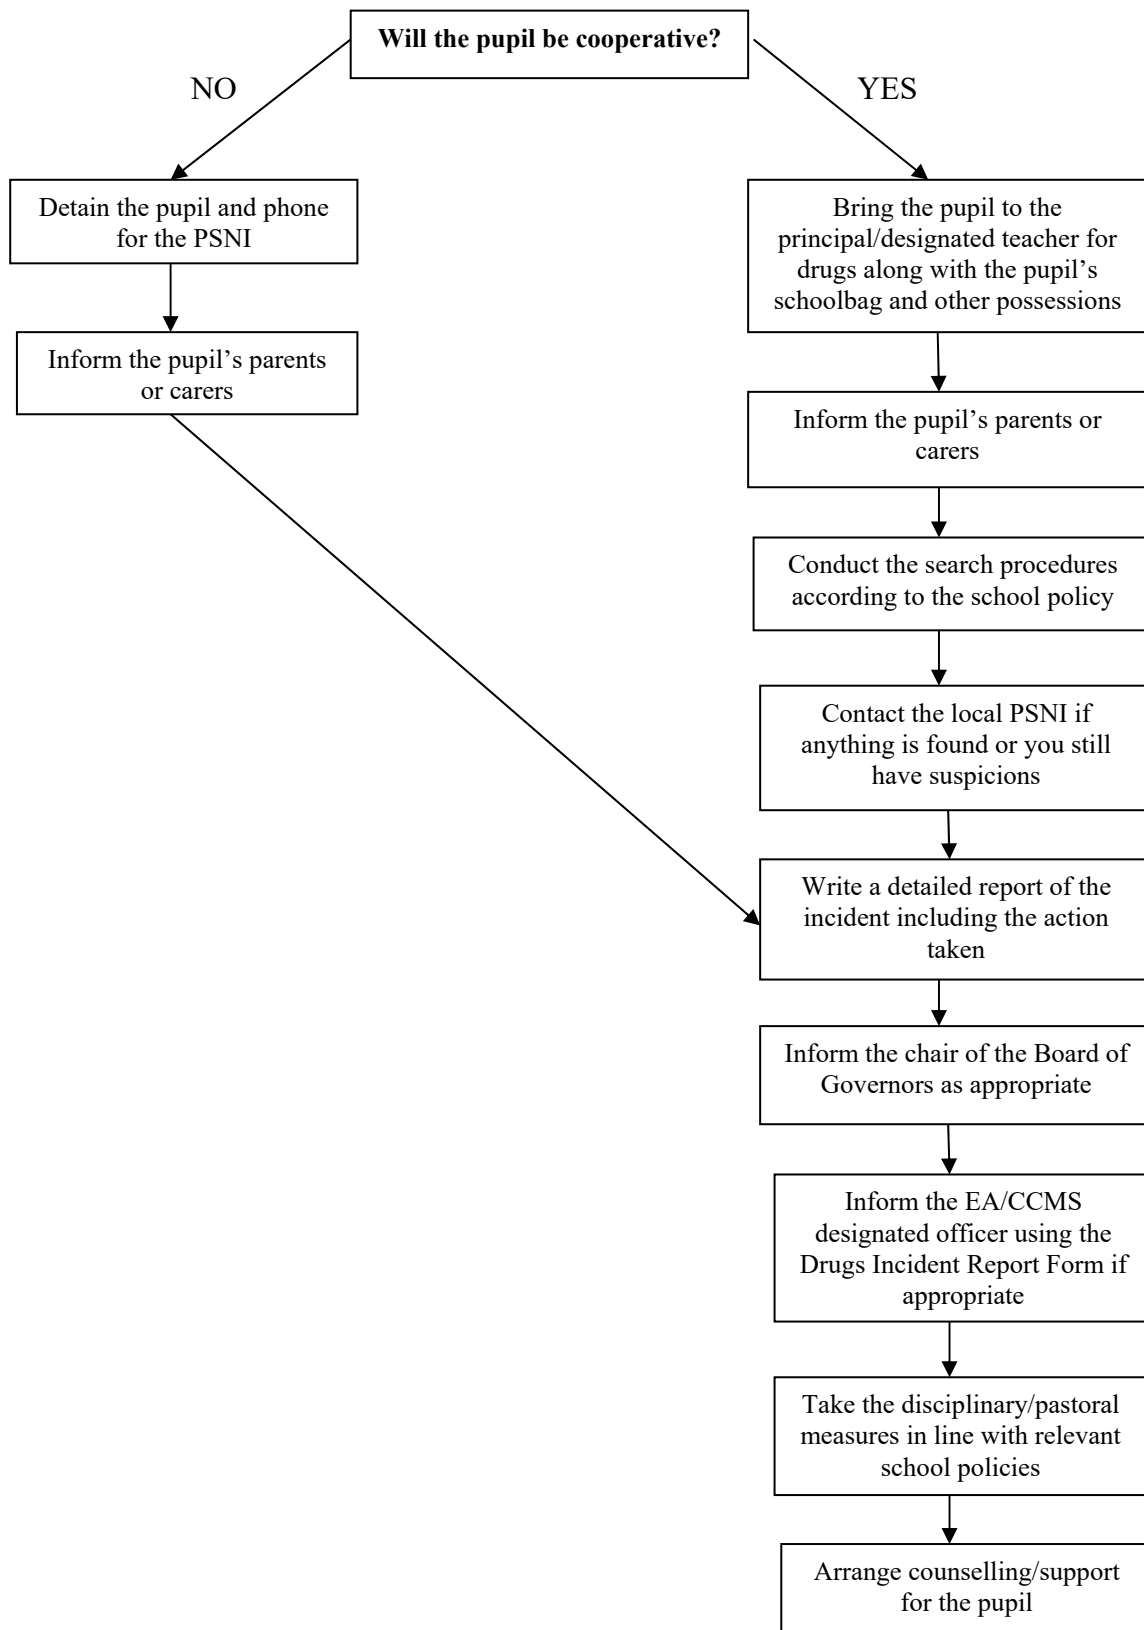 Will the pupil be cooperative?
NO
YES
Detain the pupil and phone
for the PSNI
Bring the pupil to the
principal/designated teacher for
drugs along with the pupil’s
schoolbag and other possessions
Inform the pupil’s parents
or carers
Inform the pupil’s parents or
carers
Conduct the search procedures
according to the school policy
Contact the local PSNI if
anything is found or you still
have suspicions
Write a detailed report of the
incident including the action
taken
Inform the chair of the Board of
Governors as appropriate
Inform the EA/CCMS
designated officer using the
Drugs Incident Report Form if
appropriate
Take the disciplinary/pastoral
measures in line with relevant
school policies
Arrange counselling/support
for the pupil